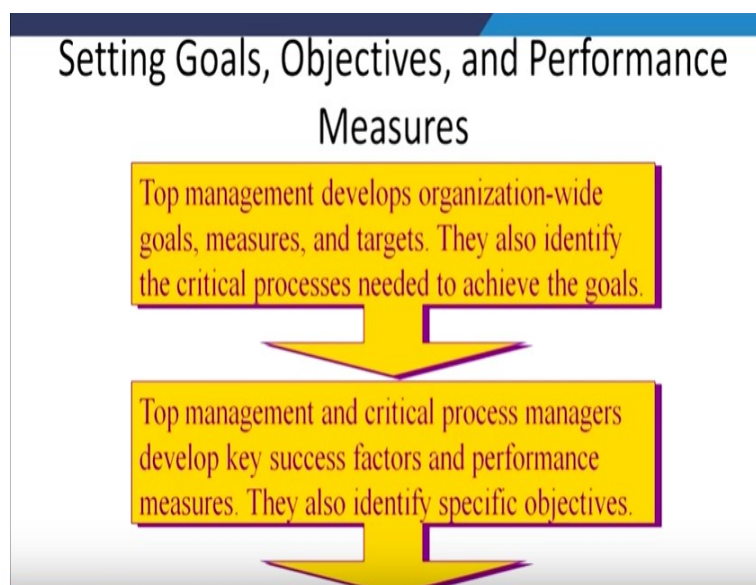 Setting Goals, Objectives, and Performance
Measures
Top management develops organization-wide
goals, measures, and targets. They also identify
the critical processes needed to achieve the goals.
Top management and critical process managers
develop key success factors and performance
measures. They also identify specific objectives.